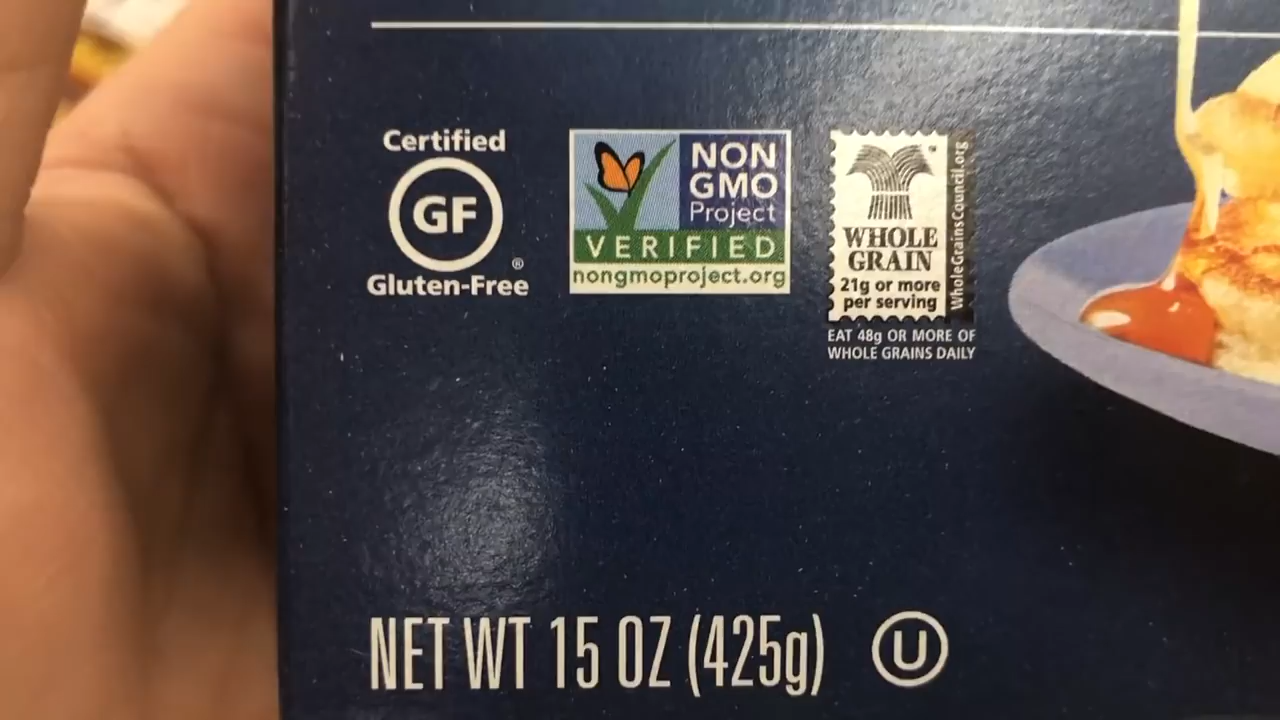 Certified
GF
®
Gluten-Free
NON
GMO
Project
VERIFIED
nongmoproject.org
WHOLE
GRAIN
21g or more
per serving
WholeGrainsCouncil.org
EAT 48g OR MORE OF
WHOLE GRAINS DAILY
NET WT 15 OZ (425g)
U